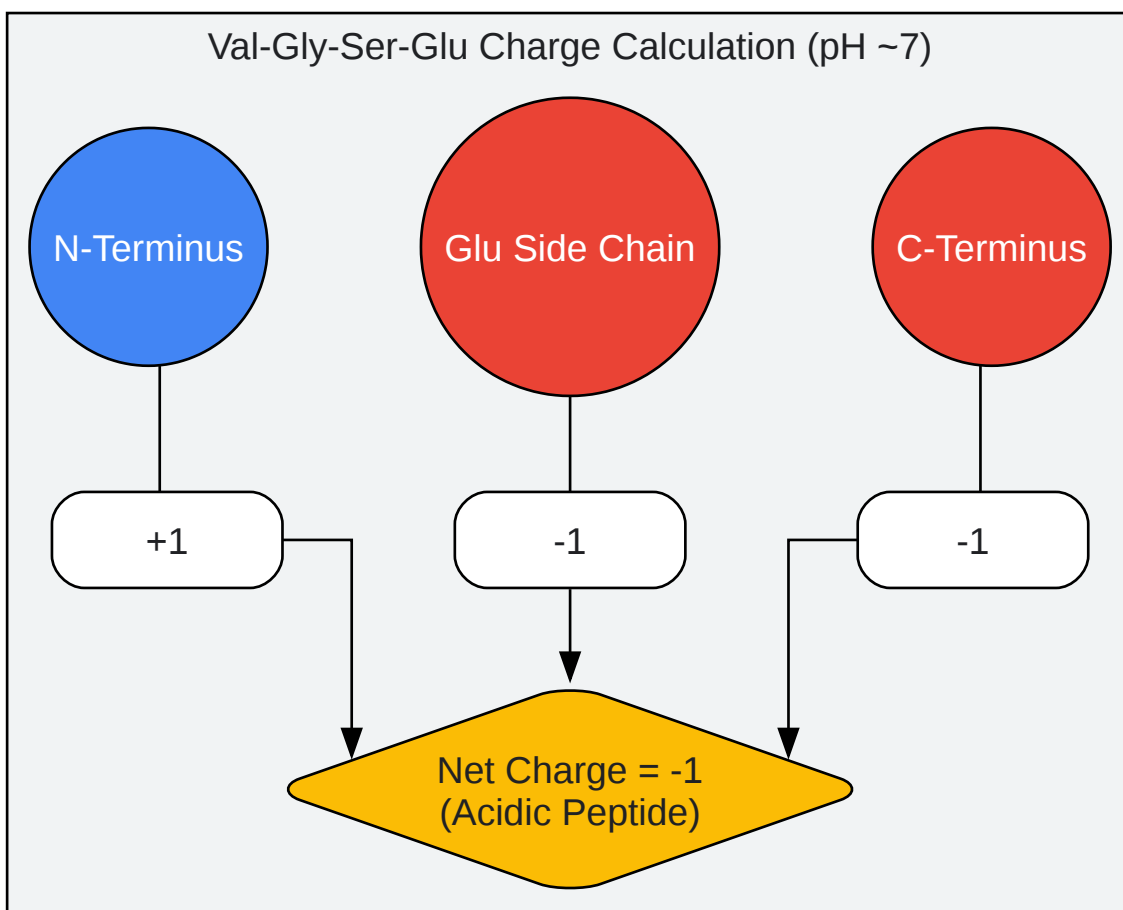 Val-Gly-Ser-Glu Charge Calculation (pH ~7)
N-Terminus
Glu Side Chain
C-Terminus
+1
-1
-1
Net Charge = -1
(Acidic Peptide)